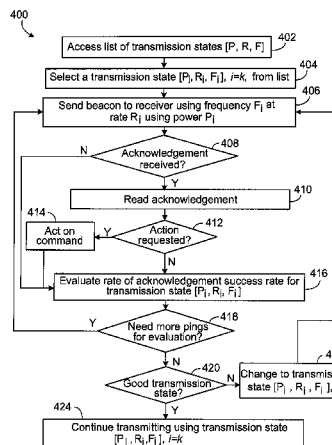 400
Access list of transmission states [P, R, F]
402
Select a transmission state [Pi, Ri, Fi], i=k, from list
404
Send beacon to receiver using frequency Fi at
rate Ri using power Pi
406
N
Acknowledgement
received?
408
Y
Read acknowledgement
410
414
Act on
command
Y
Action
requested?
412
N
Evaluate rate of acknowledgement success rate for
transmission state [Pi, Ri, Fi]
416
Y
Need more pings
for evaluation?
418
N
Good transmission
state?
420
N
Change to transmis
state [Pi, Ri, Fi],
Y
424
Continue transmitting using transmission state
[Pi, Ri, Fi], i=k